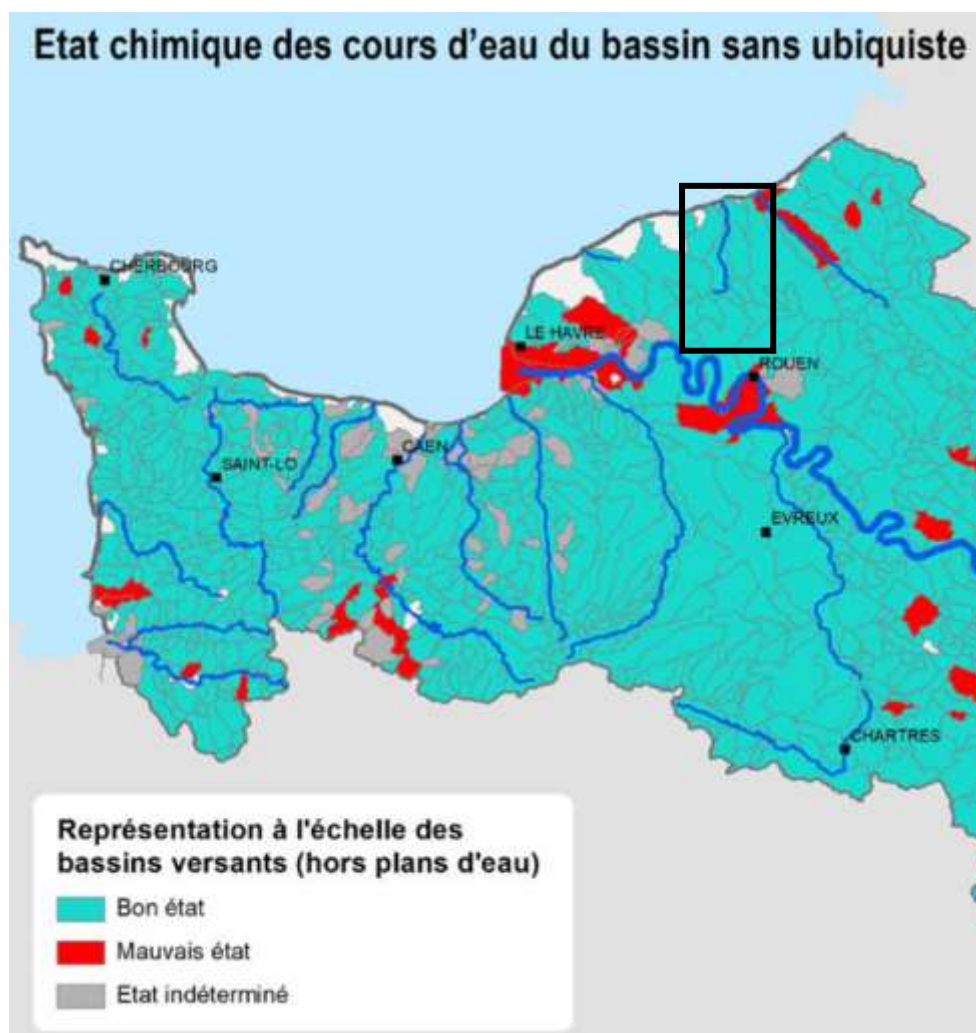 Etat chimique des cours d'eau du bassin sans ubiquiste
CHERBOURG
LE HAVRE
ROUEN
CAEN
SAINT-LO
EVREUX
CHARTRES
Représentation à l'échelle des
bassins versants (hors plans d'eau)
Bon état
Mauvais état
Etat indéterminé